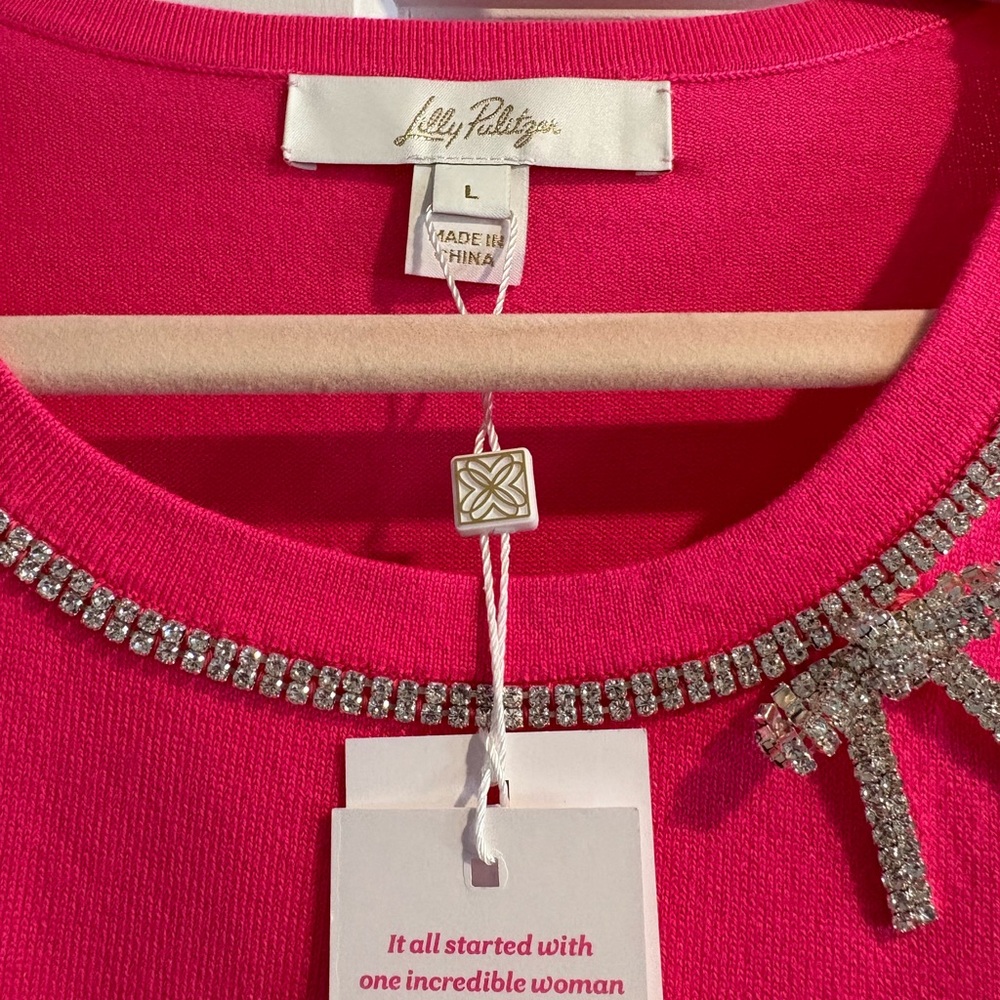 Lilly Pulitzer
L
MADE IN
CHINA
It all started with
one incredible woman